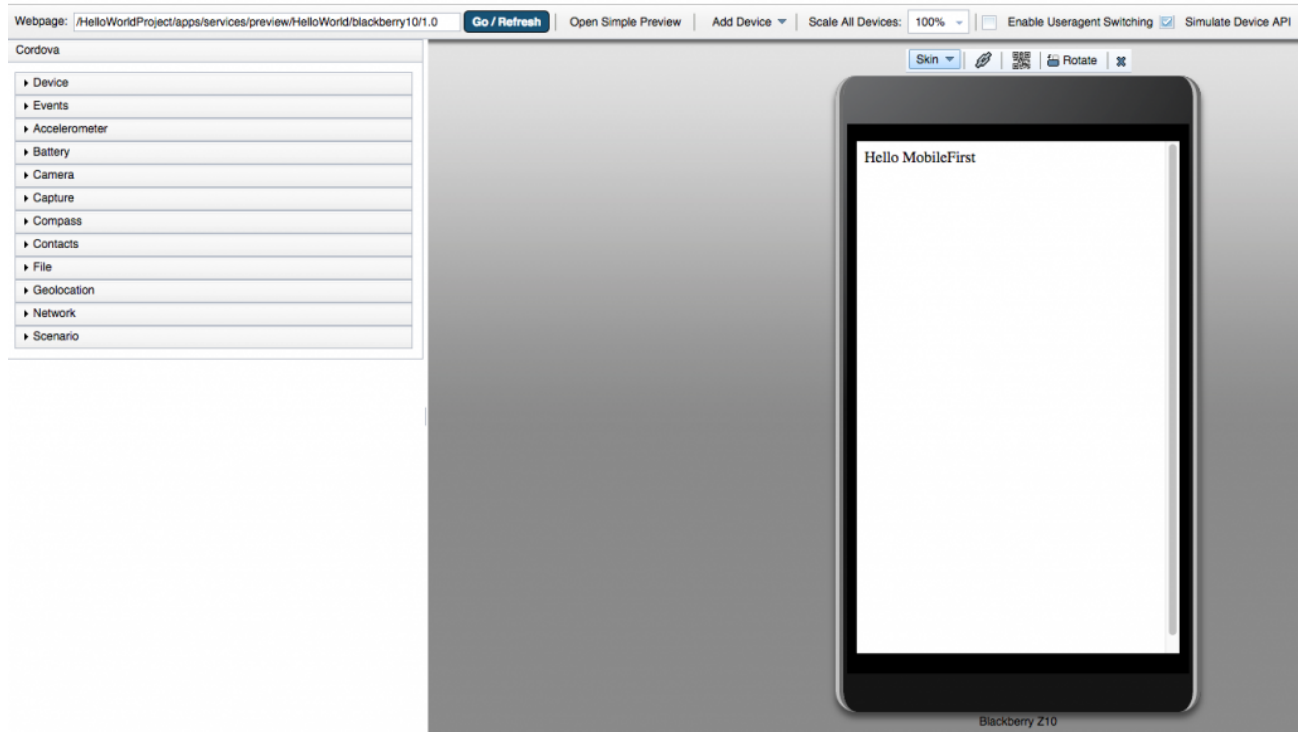 Webpage: /HelloWorldProject/apps/services/preview/HelloWorld/blackberry10/1.0 Go / Refresh Open Simple Preview Add Device Scale All Devices: 100% Enable Useragent Switching Simulate Device API
Cordova
Skin Rotate
Device
Events
Accelerometer
Battery
Camera
Capture
Compass
Contacts
File
Geolocation
Network
Scenario
Hello MobileFirst
Blackberry Z10